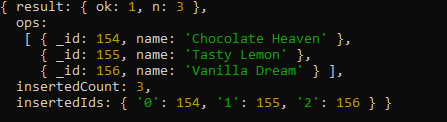 { result: { ok: 1, n: 3 },
  ops:
   [ { _id: 154, name: 'Chocolate Heaven' },
     { _id: 155, name: 'Tasty Lemon' },
     { _id: 156, name: 'Vanilla Dream' } ],
  insertedCount: 3,
  insertedIds: { '0': 154, '1': 155, '2': 156 } }